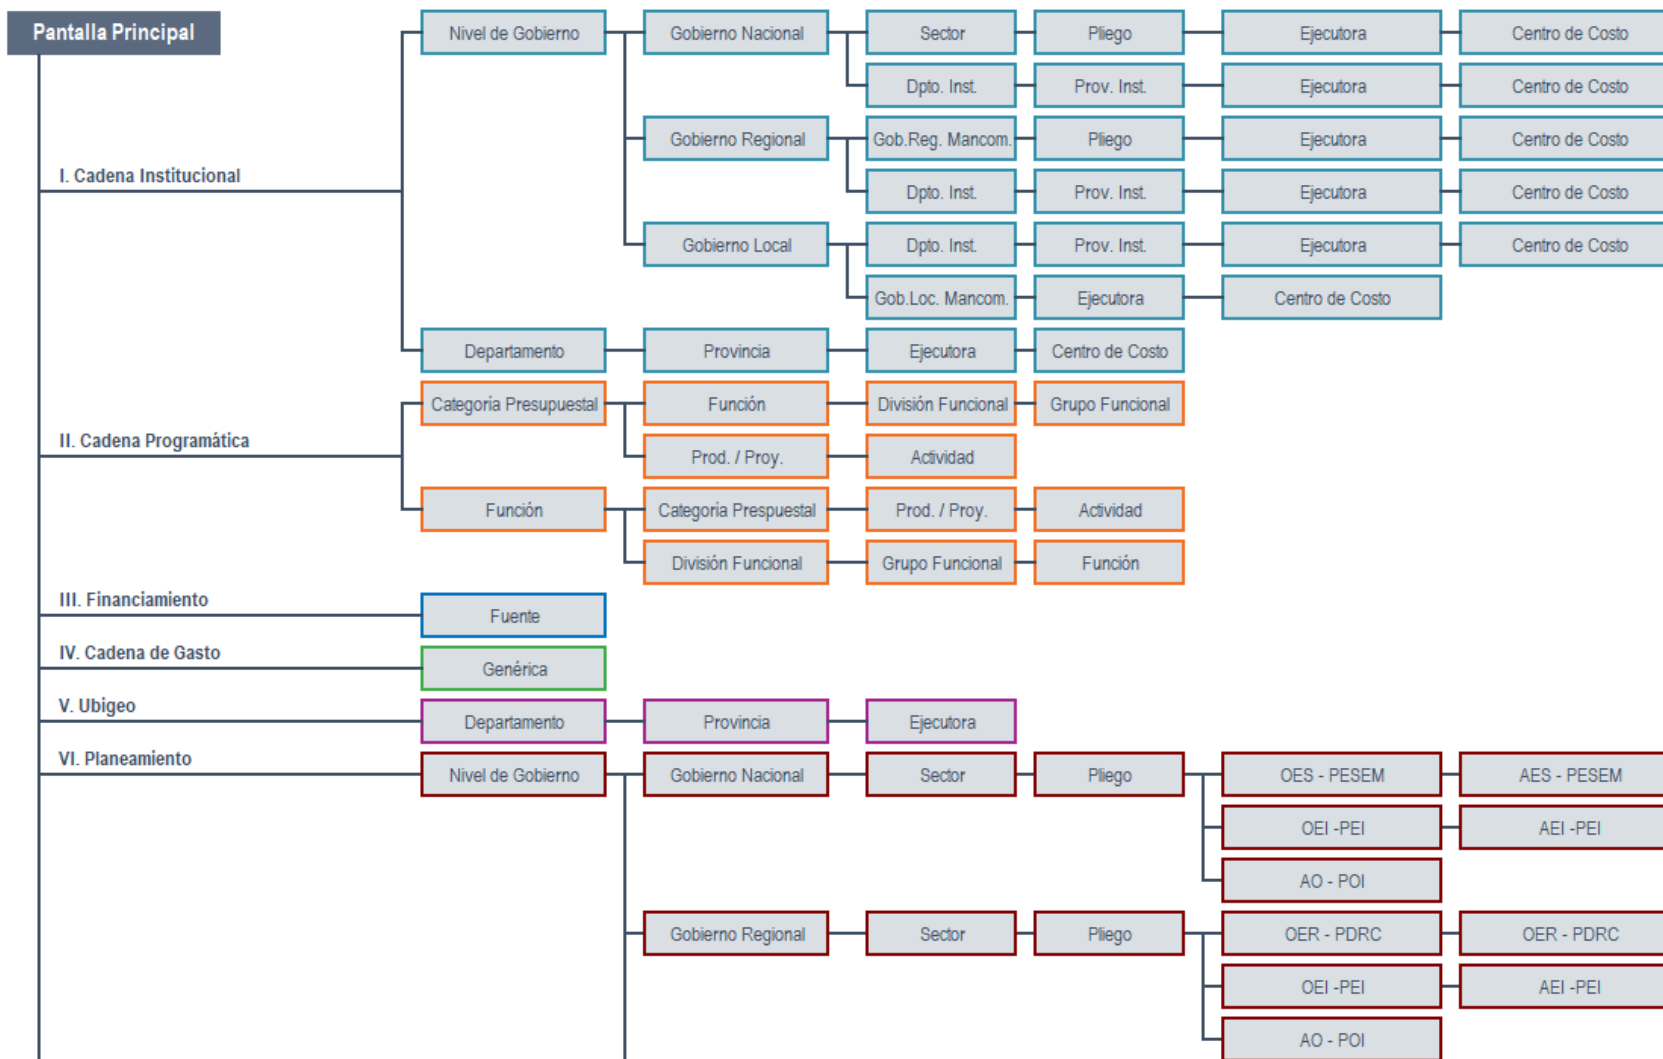 Pantalla Principal
Nivel de Gobierno
Gobierno Nacional
Sector
Pliego
Ejecutora
Centro de Costo
Dpto. Inst.
Prov. Inst.
Ejecutora
Centro de Costo
Gobierno Regional
Gob.Reg. Mancom.
Pliego
Ejecutora
Centro de Costo
I. Cadena Institucional
Dpto. Inst.
Prov. Inst.
Ejecutora
Centro de Costo
Gobierno Local
Dpto. Inst.
Prov. Inst.
Ejecutora
Centro de Costo
Gob.Loc. Mancom.
Ejecutora
Centro de Costo
Departamento
Provincia
Ejecutora
Centro de Costo
Categoría Presupuestal
Función
División Funcional
Grupo Funcional
II. Cadena Programática
Prod. / Proy.
Actividad
Función
Categoría Prespuestal
Prod. / Proy.
Actividad
División Funcional
Grupo Funcional
Función
III. Financiamiento
Fuente
IV. Cadena de Gasto
Genérica
V. Ubigeo
Departamento
Provincia
Ejecutora
VI. Planeamiento
Nivel de Gobierno
Gobierno Nacional
Sector
Pliego
OES - PESEM
AES - PESEM
OEI -PEI
AEI -PEI
AO - POI
Gobierno Regional
Sector
Pliego
OER - PDRC
OER - PDRC
OEI -PEI
AEI -PEI
AO - POI